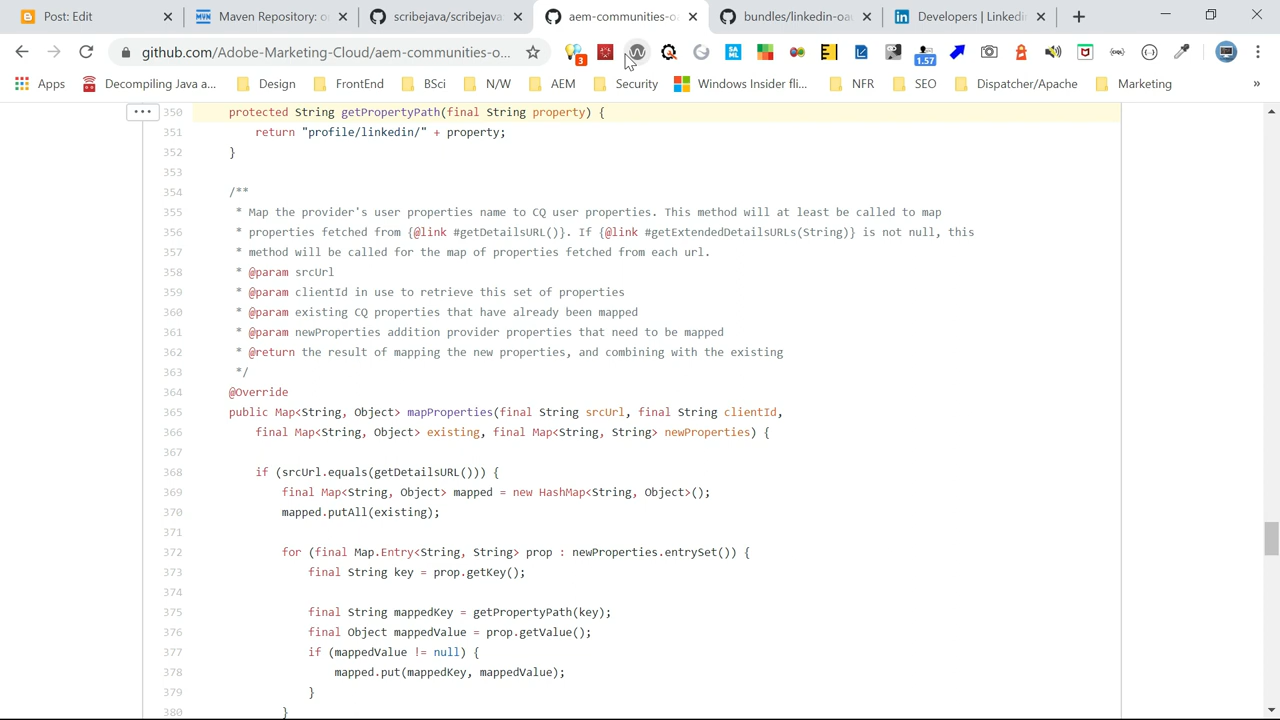 Post: Edit
Maven Repository: o
scribejava/scribejava
aem-communities-oa
bundles/linkedin-oau
Developers | Linkedin
github.com/Adobe-Marketing-Cloud/aem-communities-o...
3
SA
ML
1.57
Apps
Decompiling Java a...
Design
FrontEnd
BSci
N/W
AEM
Security
Windows Insider fli...
NFR
SEO
Dispatcher/Apache
Marketing
»
350 protected String getPropertyPath(final String property) {
351 return "profile/linkedin/" + property;
352 }
353
354 /**
355 * Map the provider's user properties name to CQ user properties. This method will at least be called to map
356 * properties fetched from {@link #getDetailsURL()}. If {@link #getExtendedDetailsURLs(String)} is not null, this
357 * method will be called for the map of properties fetched from each url.
358 * @param srcUrl
359 * @param clientId in use to retrieve this set of properties
360 * @param existing CQ properties that have already been mapped
361 * @param newProperties addition provider properties that need to be mapped
362 * @return the result of mapping the new properties, and combining with the existing
363 */
364 @Override
365 public Map<String, Object> mapProperties(final String srcUrl, final String clientId,
366 final Map<String, Object> existing, final Map<String, String> newProperties) {
367
368 if (srcUrl.equals(getDetailsURL())) {
369 final Map<String, Object> mapped = new HashMap<String, Object>();
370 mapped.putAll(existing);
371
372 for (final Map.Entry<String, String> prop : newProperties.entrySet()) {
373 final String key = prop.getKey();
374
375 final String mappedKey = getPropertyPath(key);
376 final Object mappedValue = prop.getValue();
377 if (mappedValue != null) {
378 mapped.put(mappedKey, mappedValue);
379 }
380 }